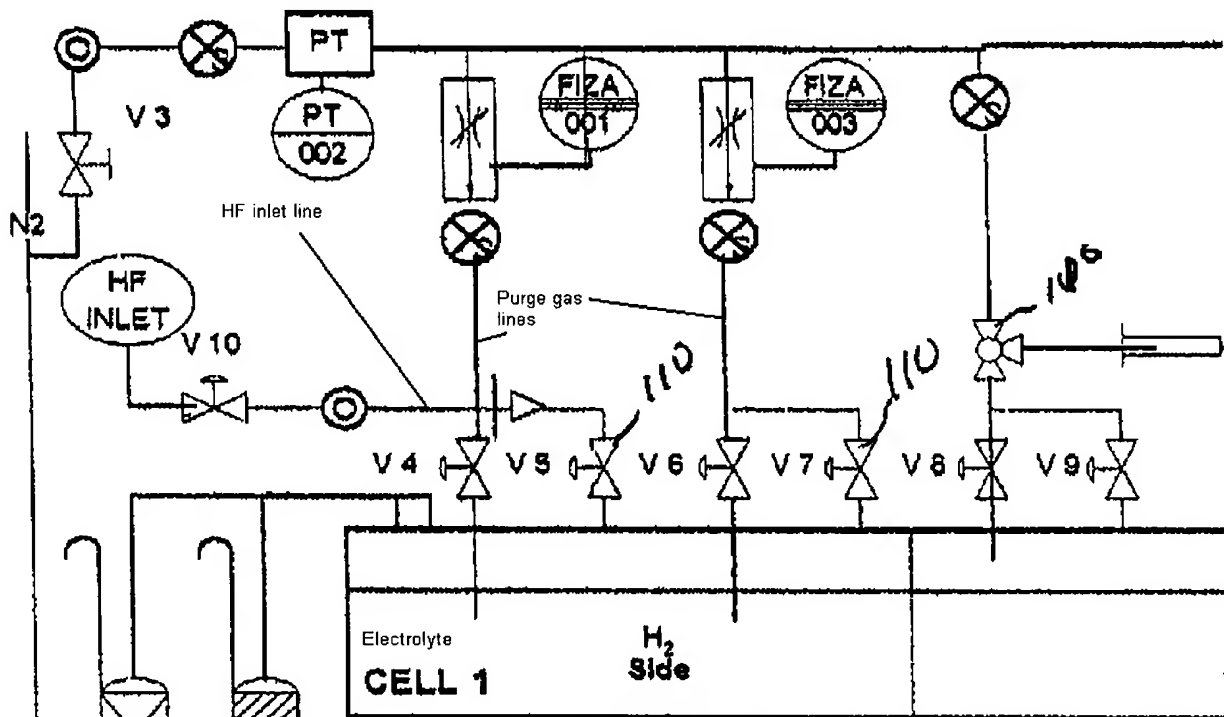 PT
FIZA
001
FIZA
003
V 3
PT
002
N2
HF inlet line
HF
INLET
Purge gas
lines
V 10
110
110
V 4
V 5
V 6
V 7
V 8
V 9
Electrolyte
H₂
Side
CELL 1